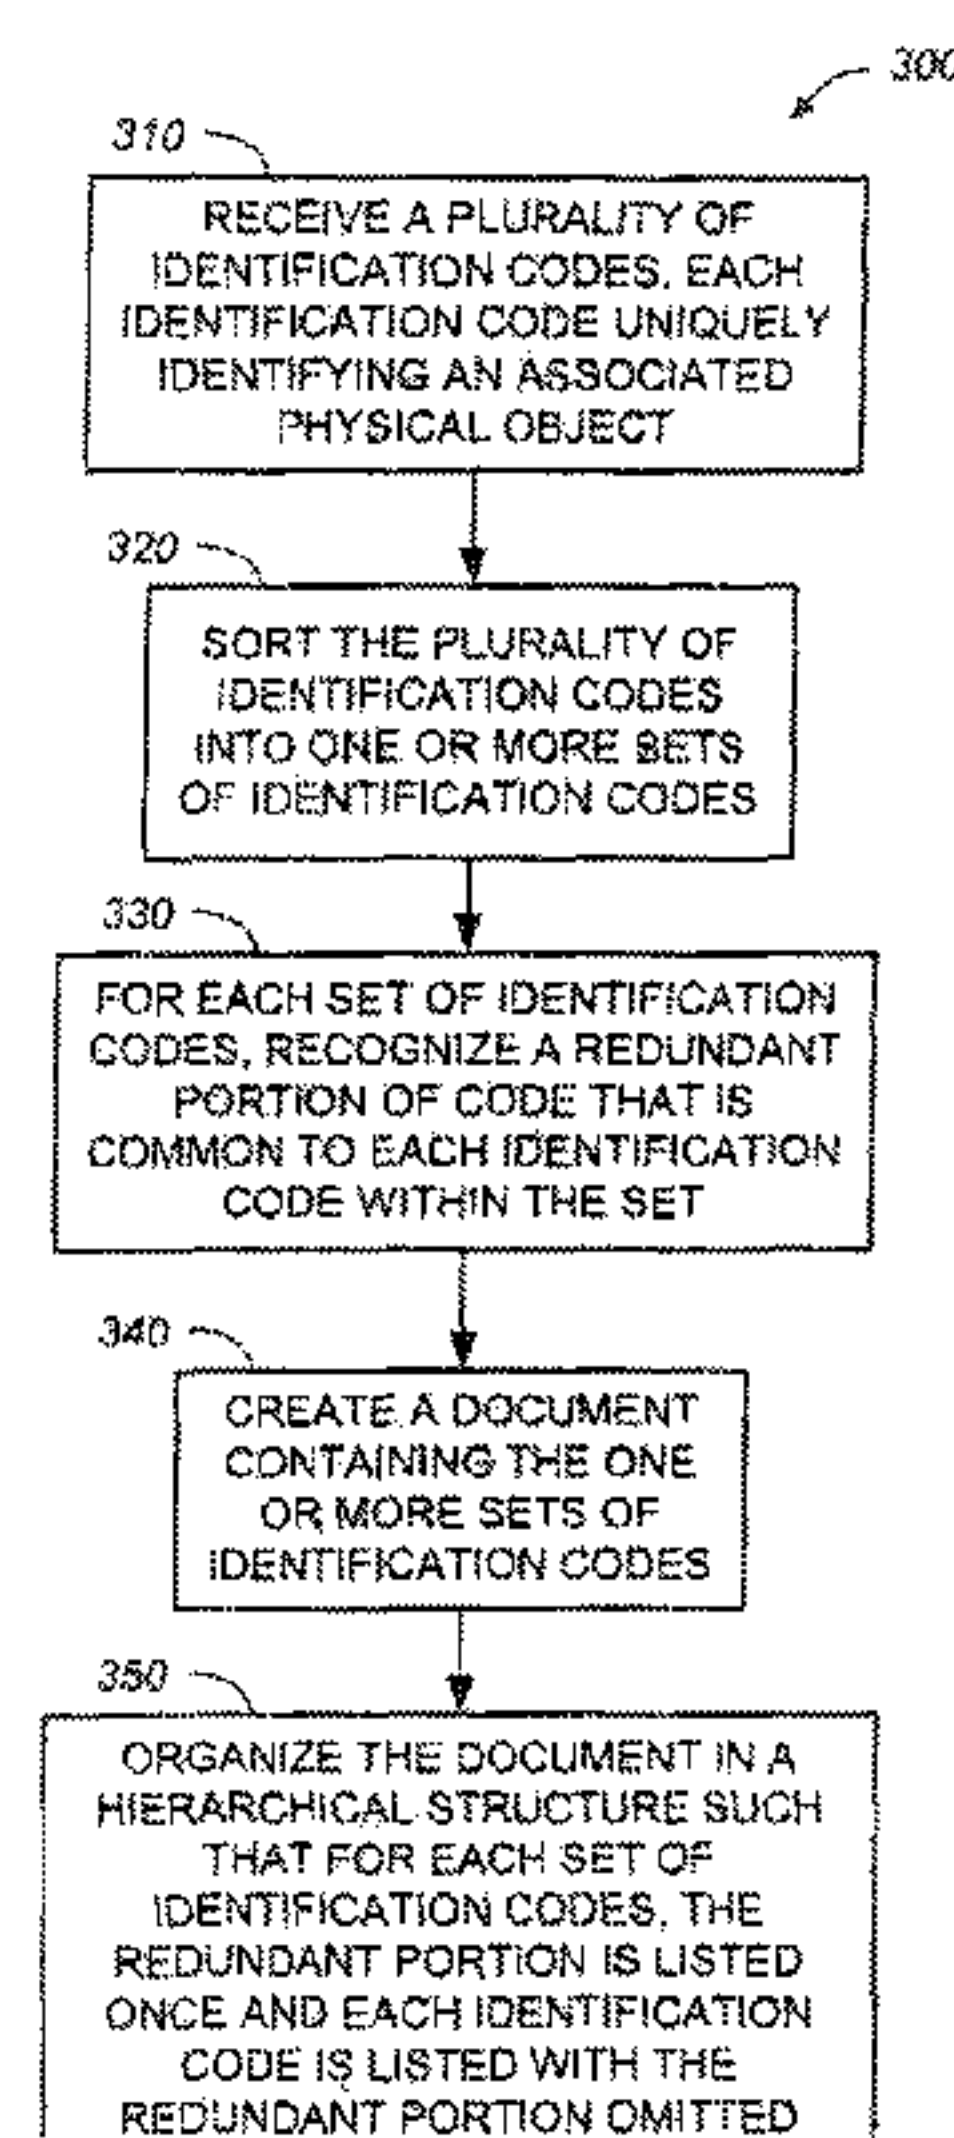 300
310
RECEIVE A PLURALITY OF
IDENTIFICATION CODES, EACH
IDENTIFICATION CODE UNIQUELY
IDENTIFYING AN ASSOCIATED
PHYSICAL OBJECT
320
SORT THE PLURALITY OF
IDENTIFICATION CODES
INTO ONE OR MORE SETS
OF IDENTIFICATION CODES
330
FOR EACH SET OF IDENTIFICATION
CODES, RECOGNIZE A REDUNDANT
PORTION OF CODE THAT IS
COMMON TO EACH IDENTIFICATION
CODE WITHIN THE SET
340
CREATE A DOCUMENT
CONTAINING THE ONE
OR MORE SETS OF
IDENTIFICATION CODES
350
ORGANIZE THE DOCUMENT IN A
HIERARCHICAL STRUCTURE SUCH
THAT FOR EACH SET OF
IDENTIFICATION CODES, THE
REDUNDANT PORTION IS LISTED
ONCE AND EACH IDENTIFICATION
CODE IS LISTED WITH THE
REDUNDANT PORTION OMITTED